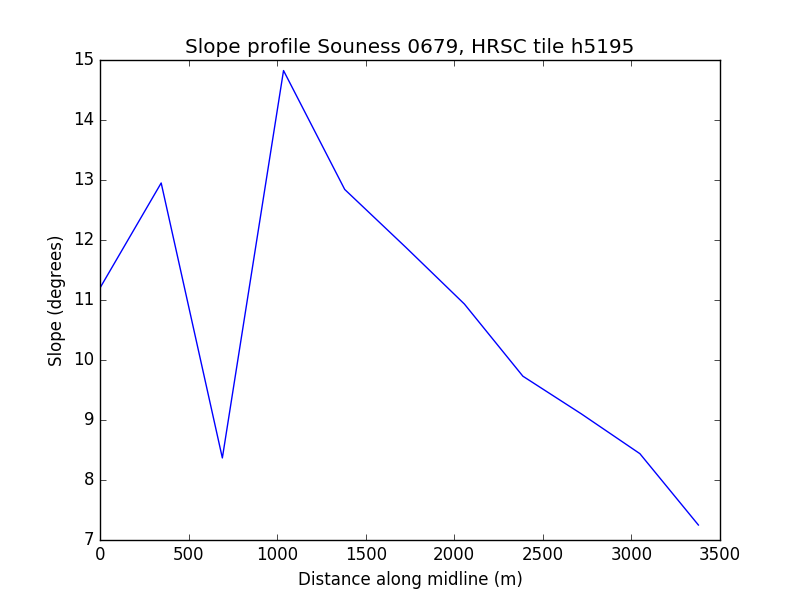 Slope profile Souness 0679, HRSC tile h5195
15
14
13
12
11
10
9
8
7
Slope (degrees)
0 500 1000 1500 2000 2500 3000 3500
Distance along midline (m)